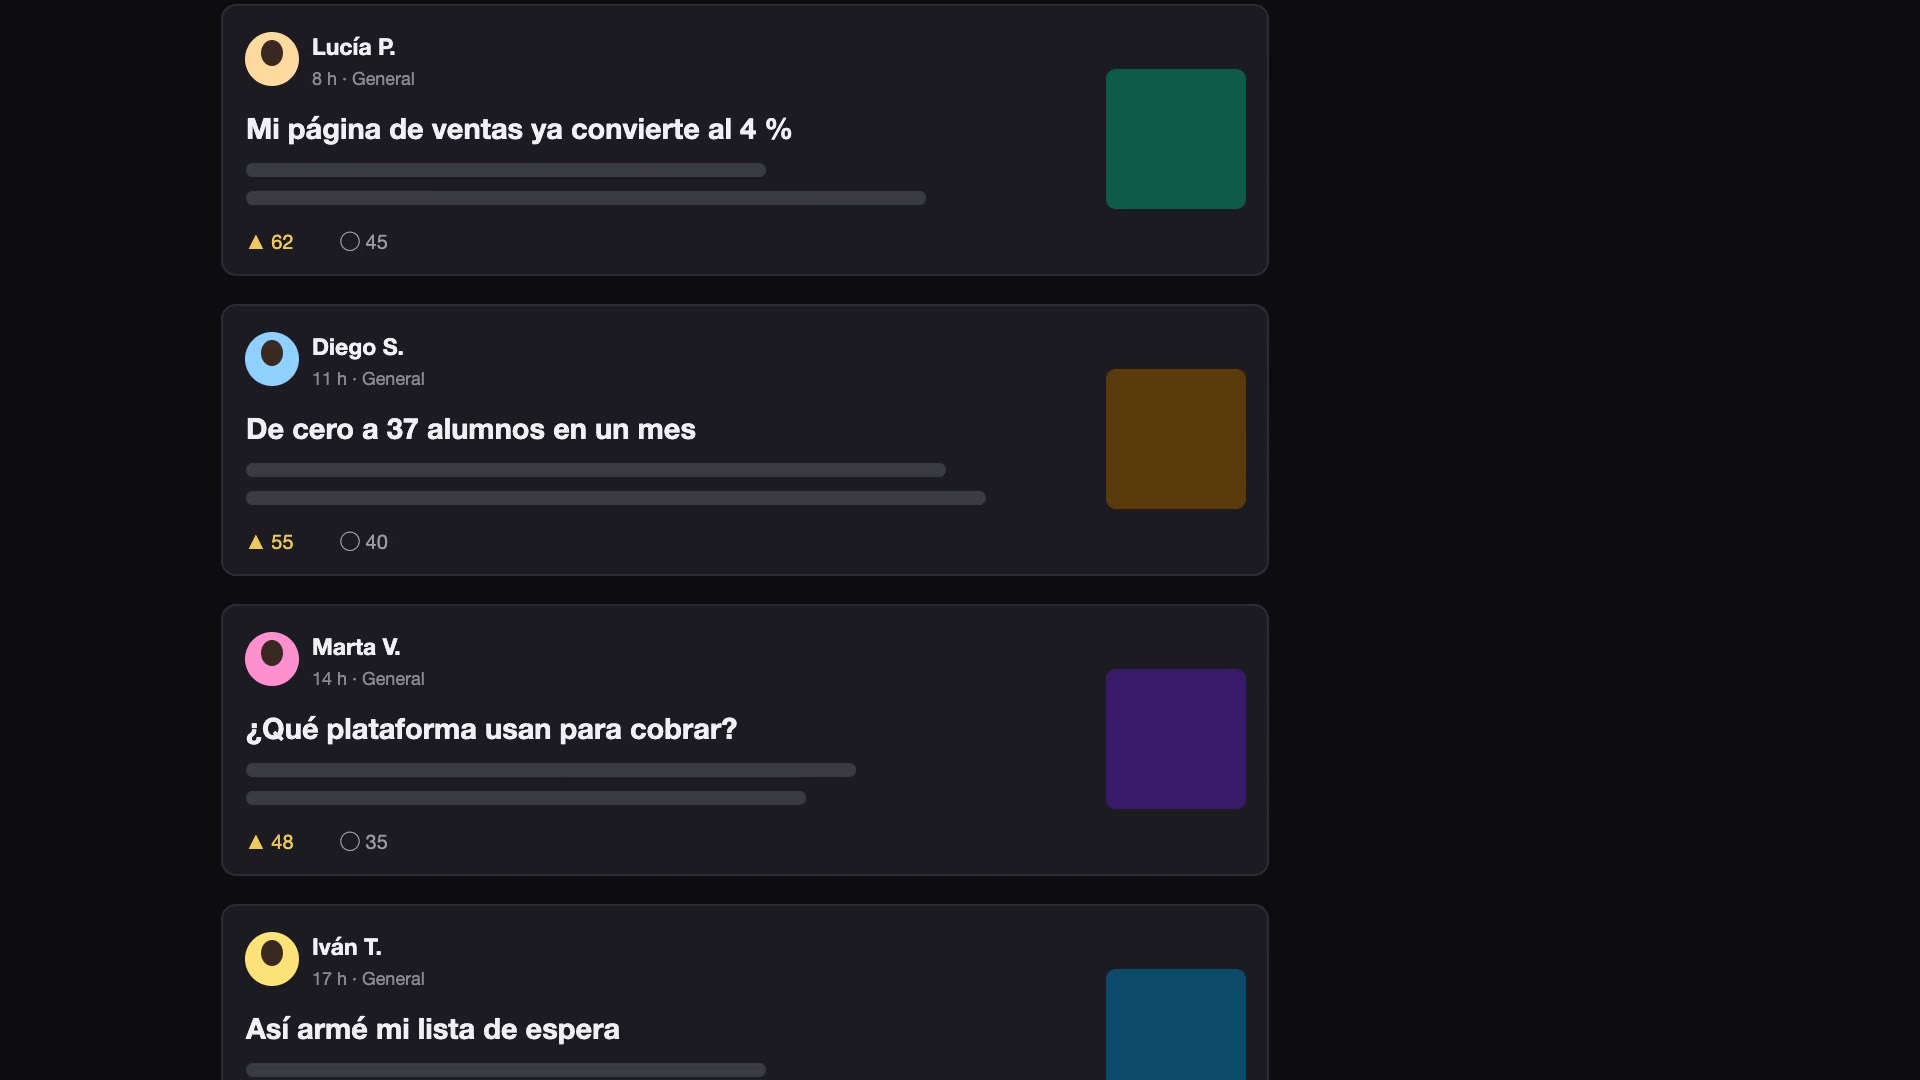 Lucía P.
8 h · General
Mi página de ventas ya convierte al 4 %
▲ 62 ◯ 45
Diego S.
11 h · General
De cero a 37 alumnos en un mes
▲ 55 ◯ 40
Marta V.
14 h · General
¿Qué plataforma usan para cobrar?
▲ 48 ◯ 35
Iván T.
17 h · General
Así armé mi lista de espera